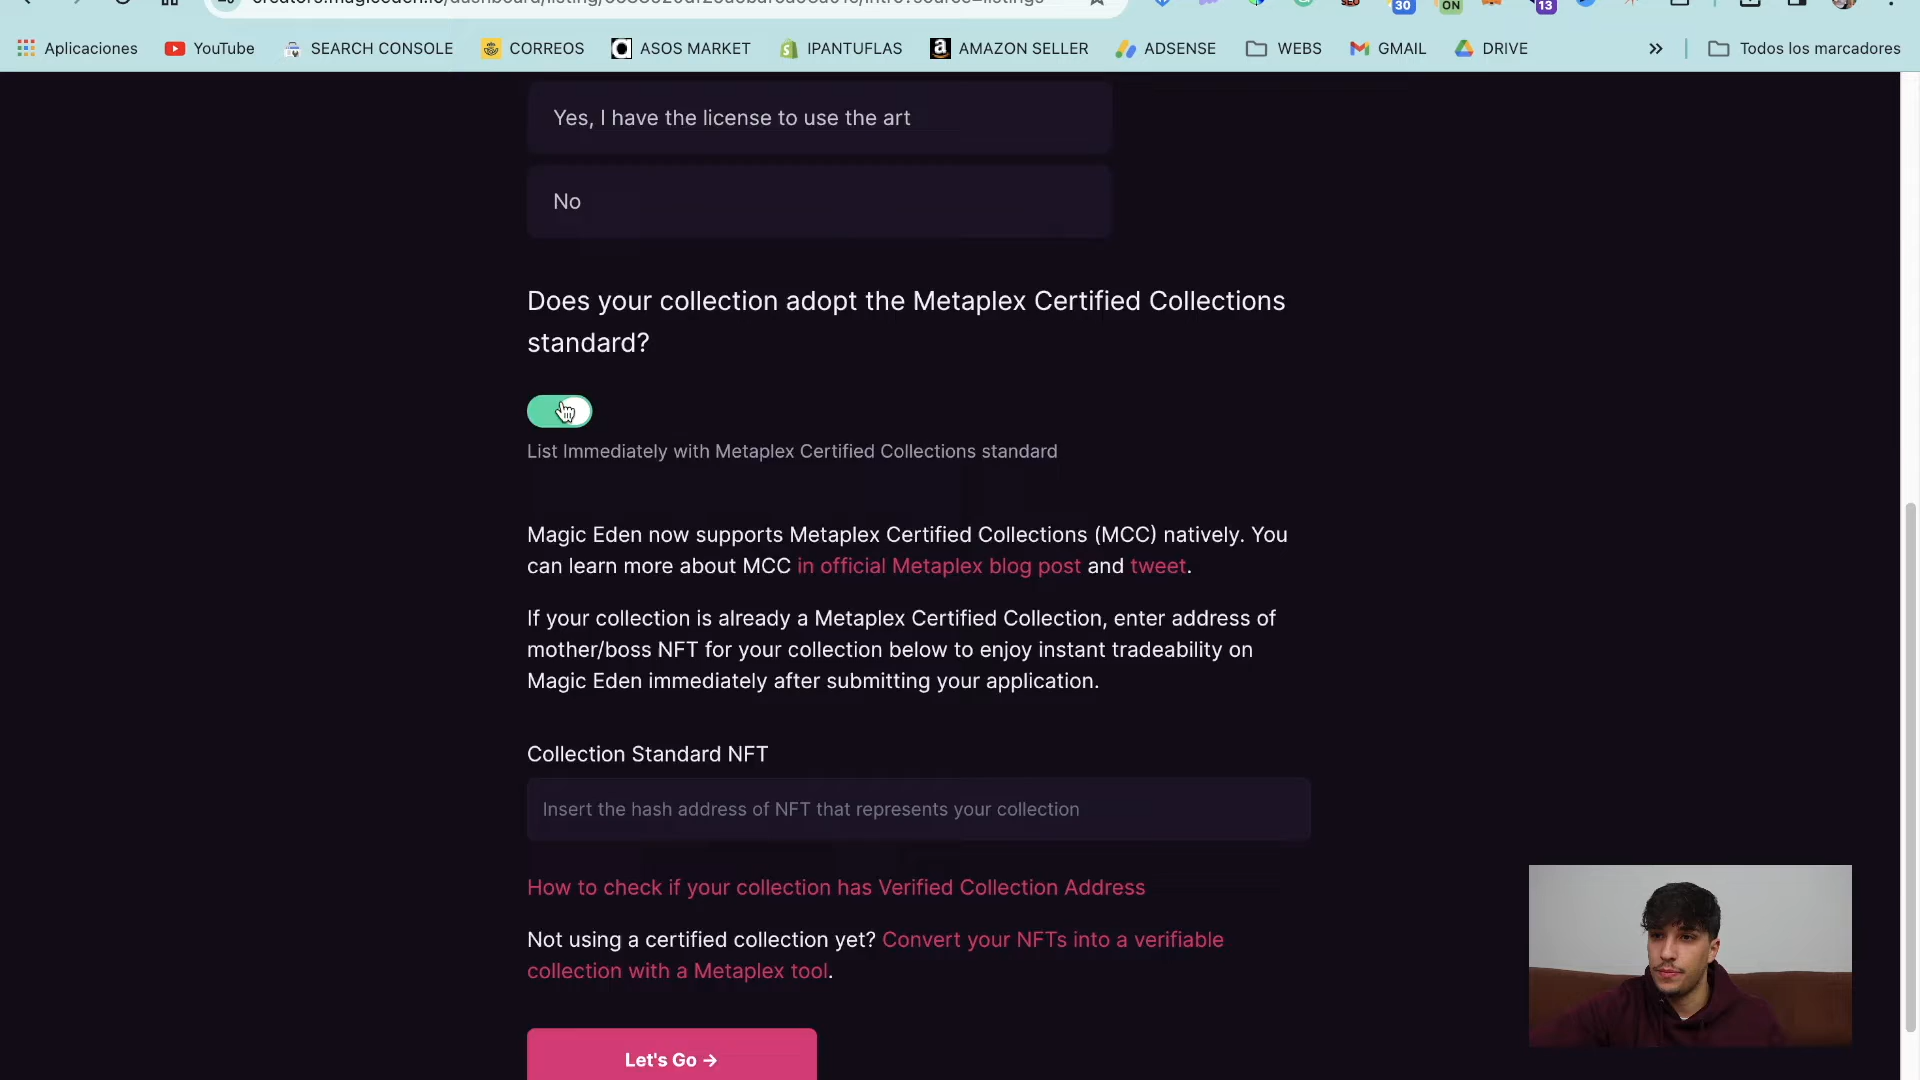 Aplicaciones YouTube SEARCH CONSOLE CORREOS ASOS MARKET IPANTUFLAS AMAZON SELLER ADSENSE WEBS GMAIL DRIVE » Todos los marcadores
30 ON 13
Yes, I have the license to use the art
No
Does your collection adopt the Metaplex Certified Collections
standard?
List Immediately with Metaplex Certified Collections standard
Magic Eden now supports Metaplex Certified Collections (MCC) natively. You
can learn more about MCC in official Metaplex blog post and tweet.
If your collection is already a Metaplex Certified Collection, enter address of
mother/boss NFT for your collection below to enjoy instant tradeability on
Magic Eden immediately after submitting your application.
Collection Standard NFT
Insert the hash address of NFT that represents your collection
How to check if your collection has Verified Collection Address
Not using a certified collection yet? Convert your NFTs into a verifiable
collection with a Metaplex tool.
Let's Go →